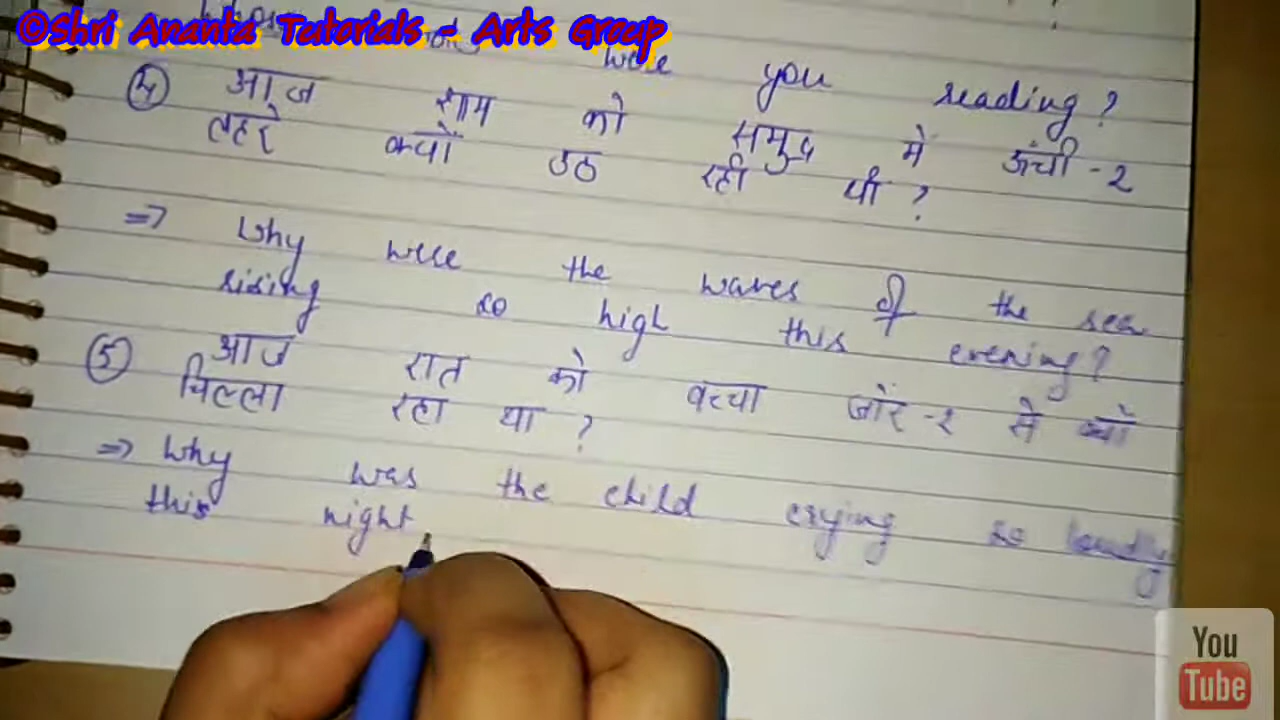 ©Shri Ananta Tutorials - Arts Group
were you reading?
④ आज शाम को समुद्र में ऊंची-2
लहरे क्यों उठ रही थी?
=> Why were the waves of the sea
rising so high this evening?
⑤ आज रात को बच्चा जोर-२ से क्यों
चिल्ला रहा था?
=> Why was the child crying so loudly
this night
You
Tube